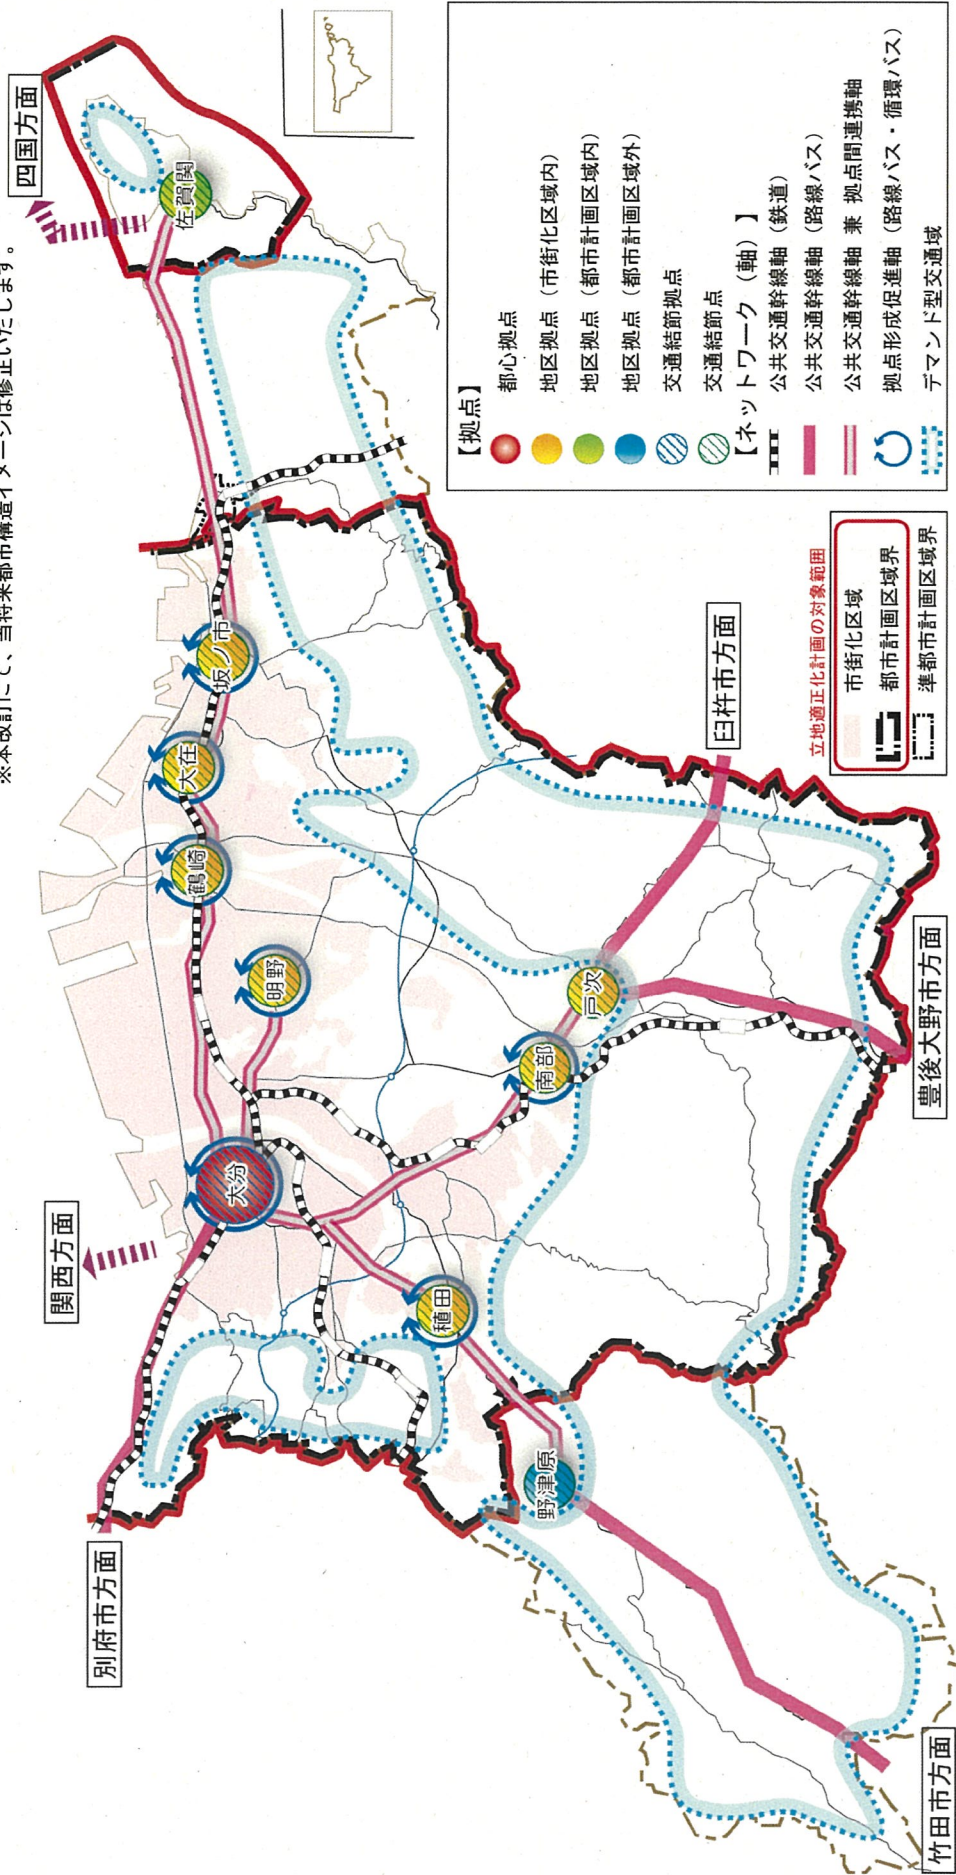 ※本改訂にて、当将来都市構造イメージは修正いたします。
四国方面
関西方面
別府市方面
佐賀関
坂ノ市
大在
鶴崎
明野
大分
稙田
南部
戸次
野津原
臼杵市方面
豊後大野市方面
竹田市方面
【拠点】
都心拠点
地区拠点（市街化区域内）
地区拠点（都市計画区域内）
地区拠点（都市計画区域外）
交通結節拠点
交通結節点
【ネットワーク（軸）】
公共交通幹線軸（鉄道）
公共交通幹線軸（路線バス）
公共交通幹線軸 兼 拠点間連携軸
拠点形成促進軸（路線バス・循環バス）
デマンド型交通域
立地適正化計画の対象範囲
市街化区域
都市計画区域界
準都市計画区域界